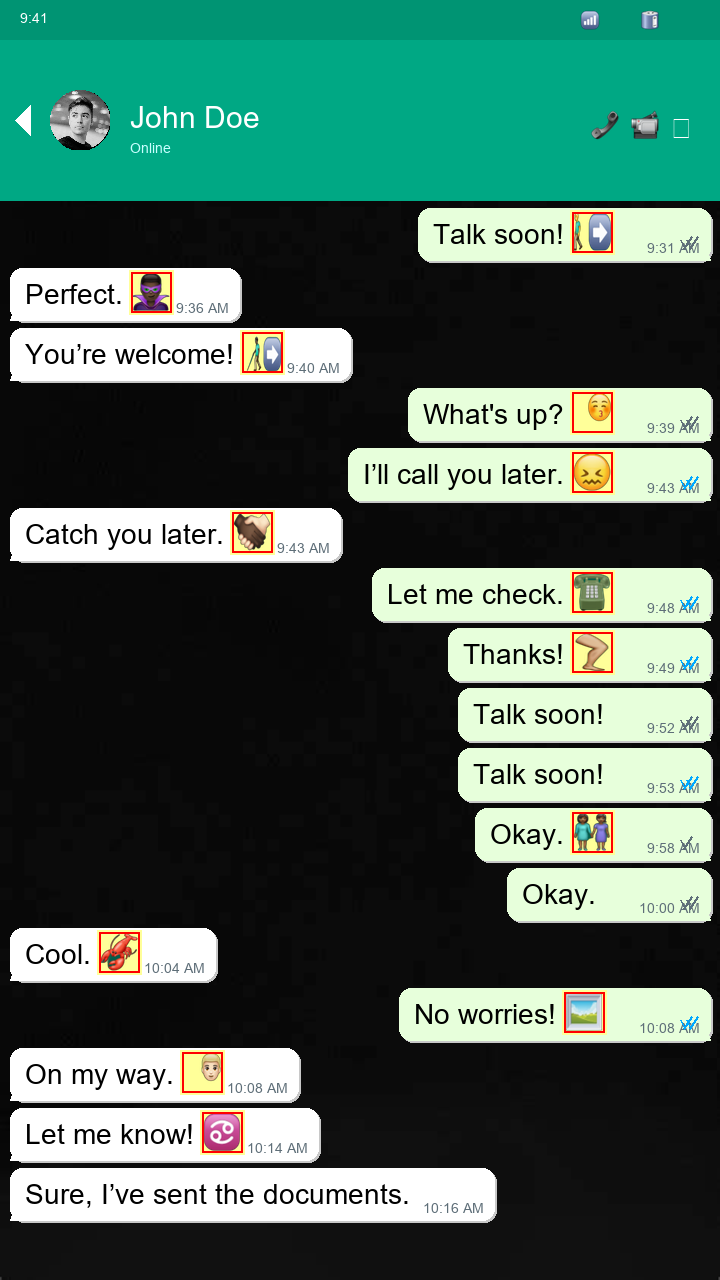 9:41
John Doe
Online
Talk soon! 9:31 AM
Perfect. 9:36 AM
You’re welcome! 9:40 AM
What's up? 9:39 AM
I’ll call you later. 9:43 AM
Catch you later. 9:43 AM
Let me check. 9:48 AM
Thanks! 9:49 AM
Talk soon! 9:52 AM
Talk soon! 9:53 AM
Okay. 9:58 AM
Okay. 10:00 AM
Cool. 10:04 AM
No worries! 10:08 AM
On my way. 10:08 AM
Let me know! 10:14 AM
Sure, I’ve sent the documents. 10:16 AM